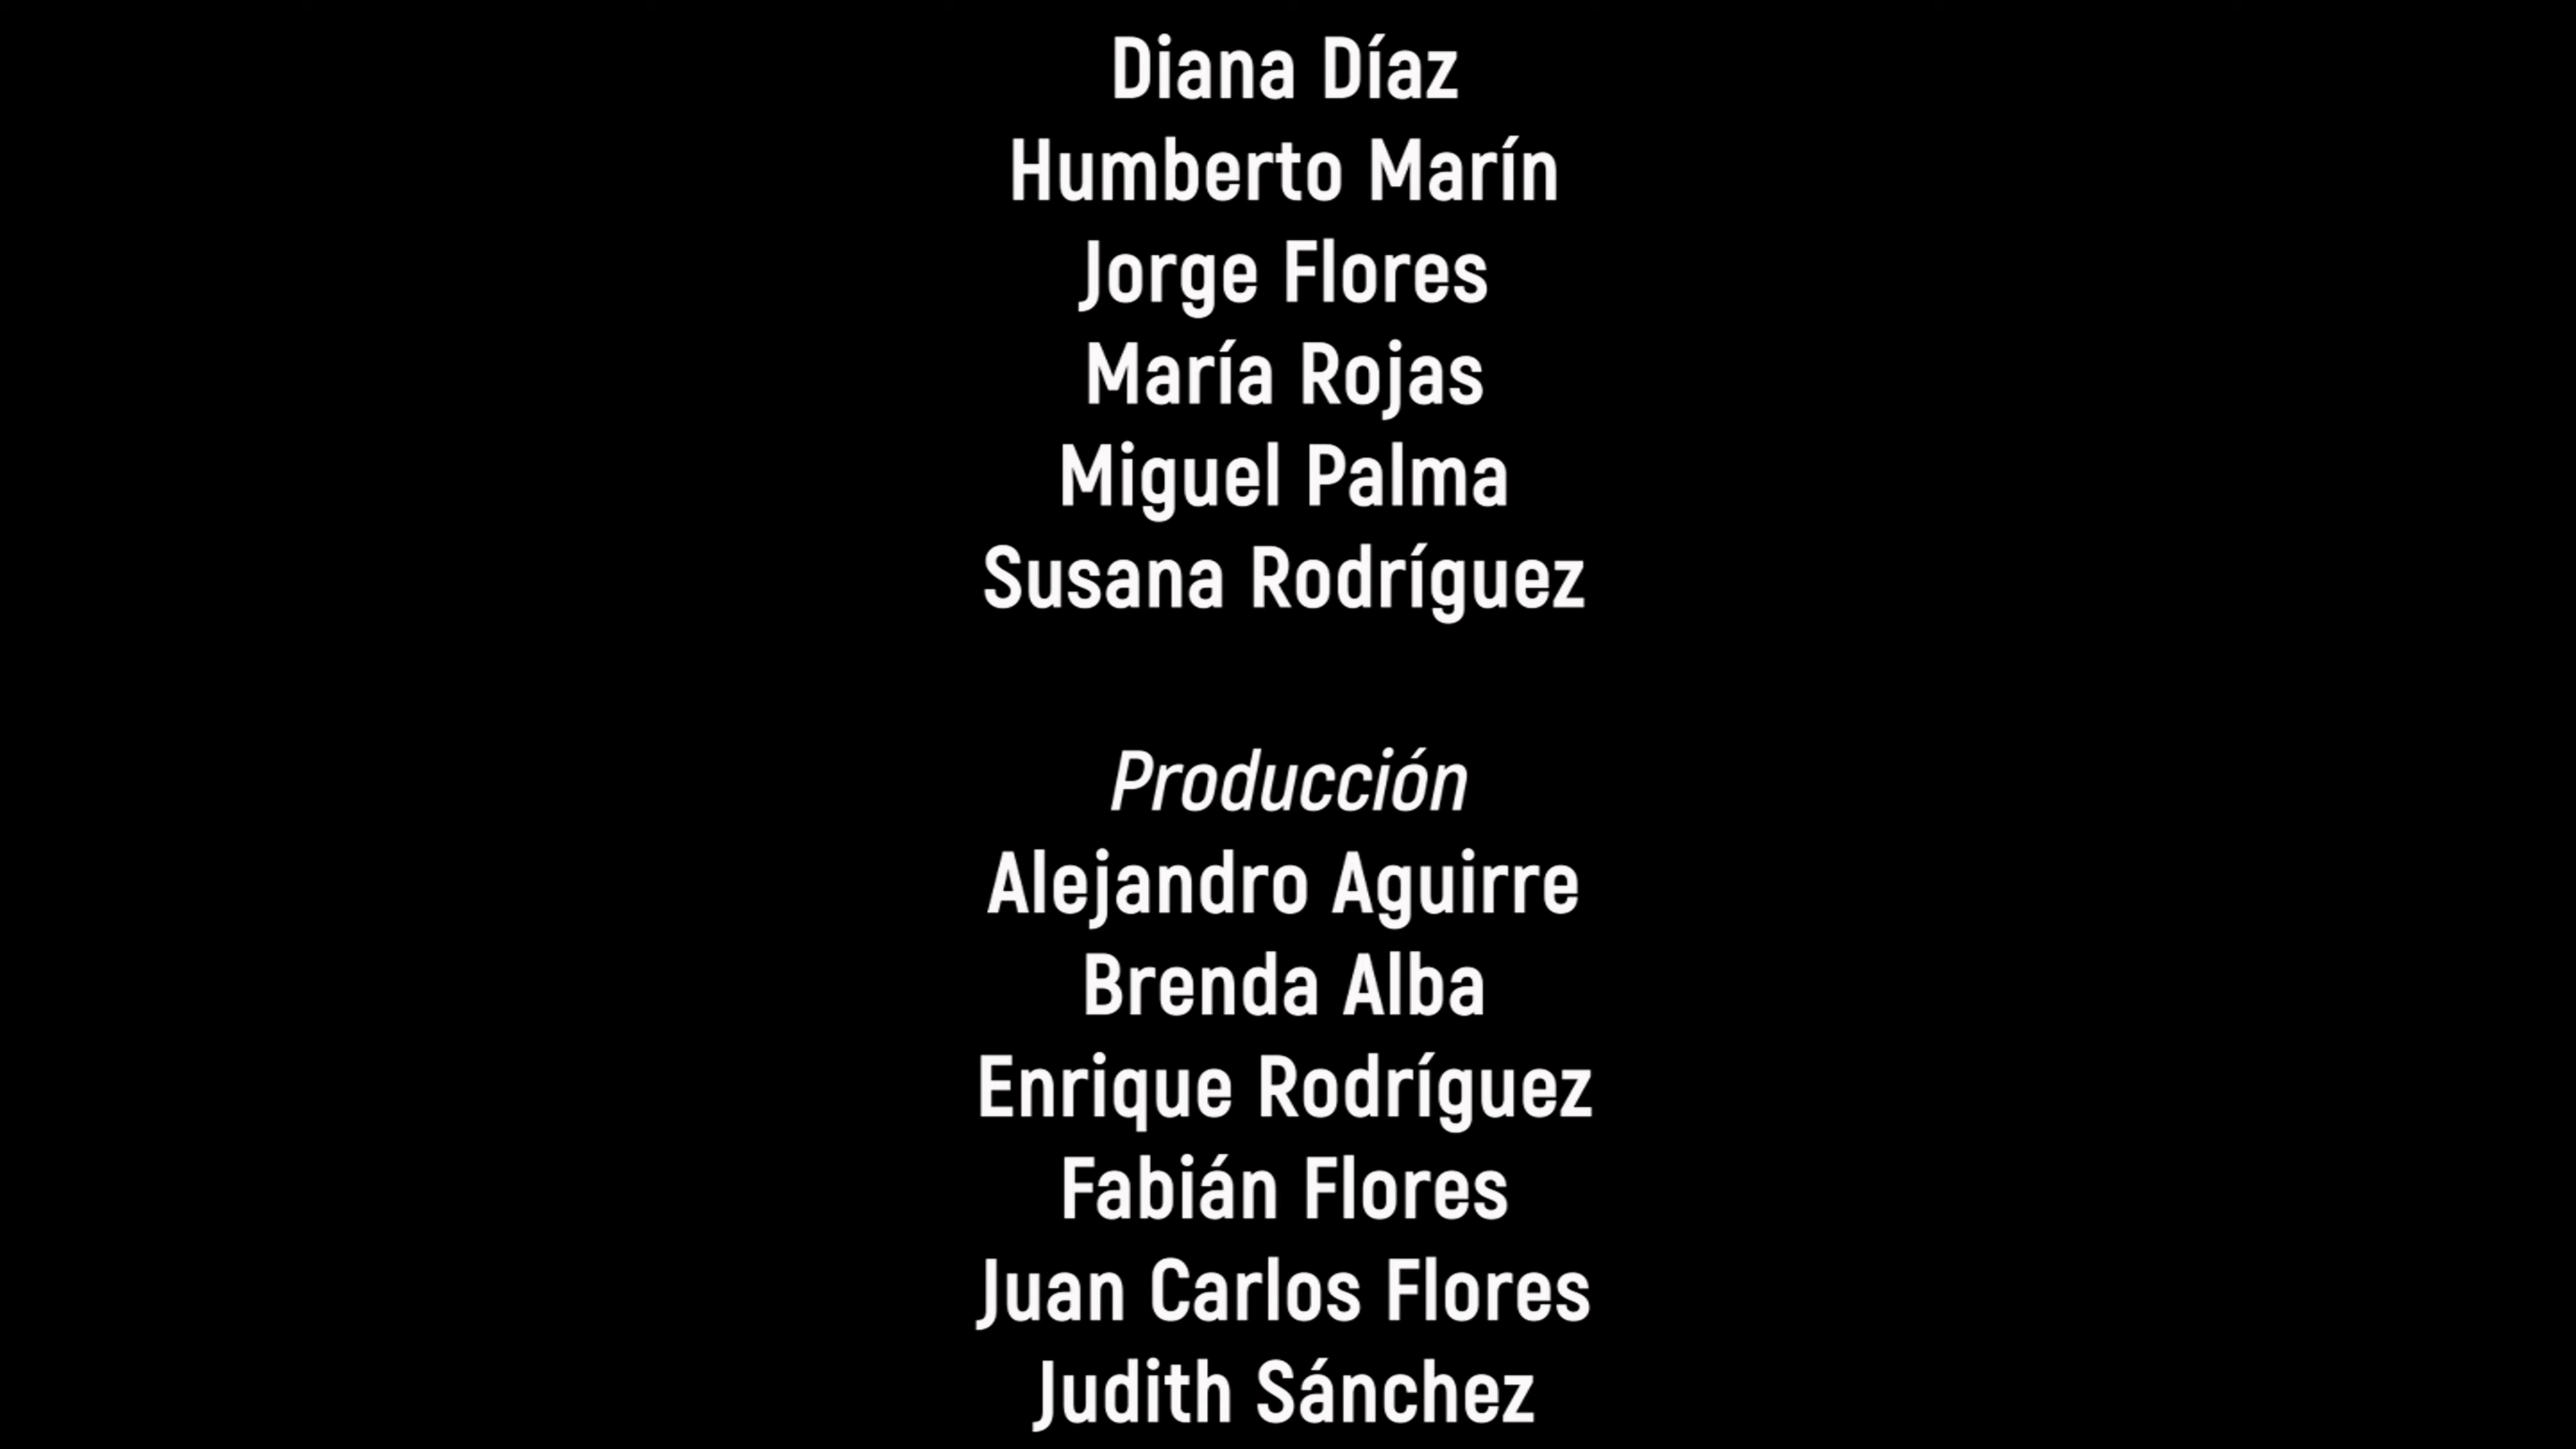 Diana Díaz
Humberto Marín
Jorge Flores
María Rojas
Miguel Palma
Susana Rodríguez
Producción
Alejandro Aguirre
Brenda Alba
Enrique Rodríguez
Fabián Flores
Juan Carlos Flores
Judith Sánchez